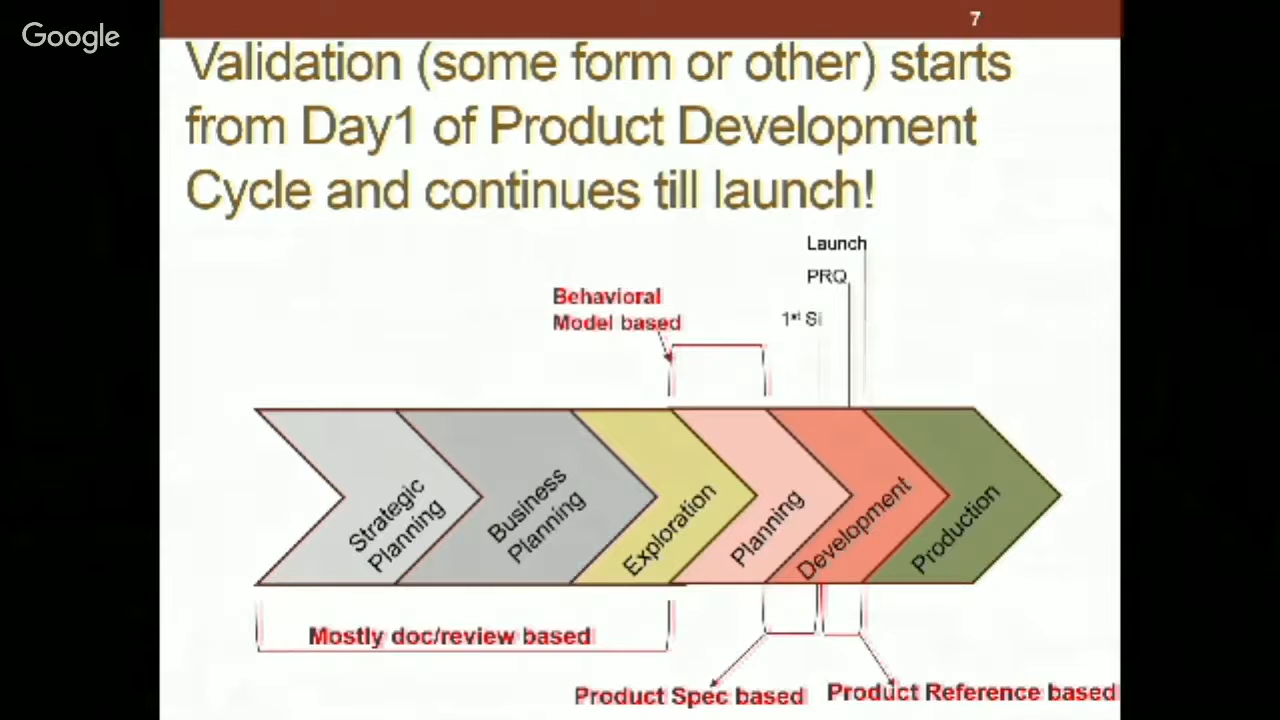 Google
7
Validation (some form or other) starts
from Day1 of Product Development
Cycle and continues till launch!
Launch
PRQ
1st Si
Behavioral
Model based
Strategic
Planning
Business
Planning
Exploration
Planning
Development
Production
Mostly doc/review based
Product Spec based
Product Reference based